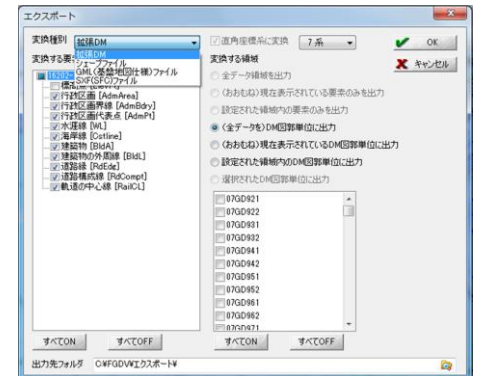 エクスポート
変換種別 拡張DM
拡張DM
シェープファイル
GML(基盤地図仕様)ファイル
SXF(SFC)ファイル
直角座標系に変換 7系
OK
キャンセル
変換する要
変換する領域
行政区画 [AdmArea]
行政区画界線 [AdmBdry]
行政区画代表点 [AdmPt]
水涯線 [WL]
海岸線 [Cstline]
建築物 [BldA]
建築物の外周線 [BldL]
道路縁 [RdEdg]
道路構成線 [RdCompt]
軌道の中心線 [RailCL]
全データ領域を出力
(おおむね)現在表示されている要素のみを出力
設定された領域内の要素のみを出力
(全データを)DM図郭単位に出力
(おおむね)現在表示されているDM図郭単位に出力
設定された領域内のDM図郭単位に出力
選択されたDM図郭単位に出力
07GD921
07GD922
07GD931
07GD932
07GD941
07GD942
07GD951
07GD952
07GD961
07GD962
07GD971
すべてON すべてOFF
すべてON すべてOFF
出力先フォルダ C:¥FGDV¥エクスポート¥